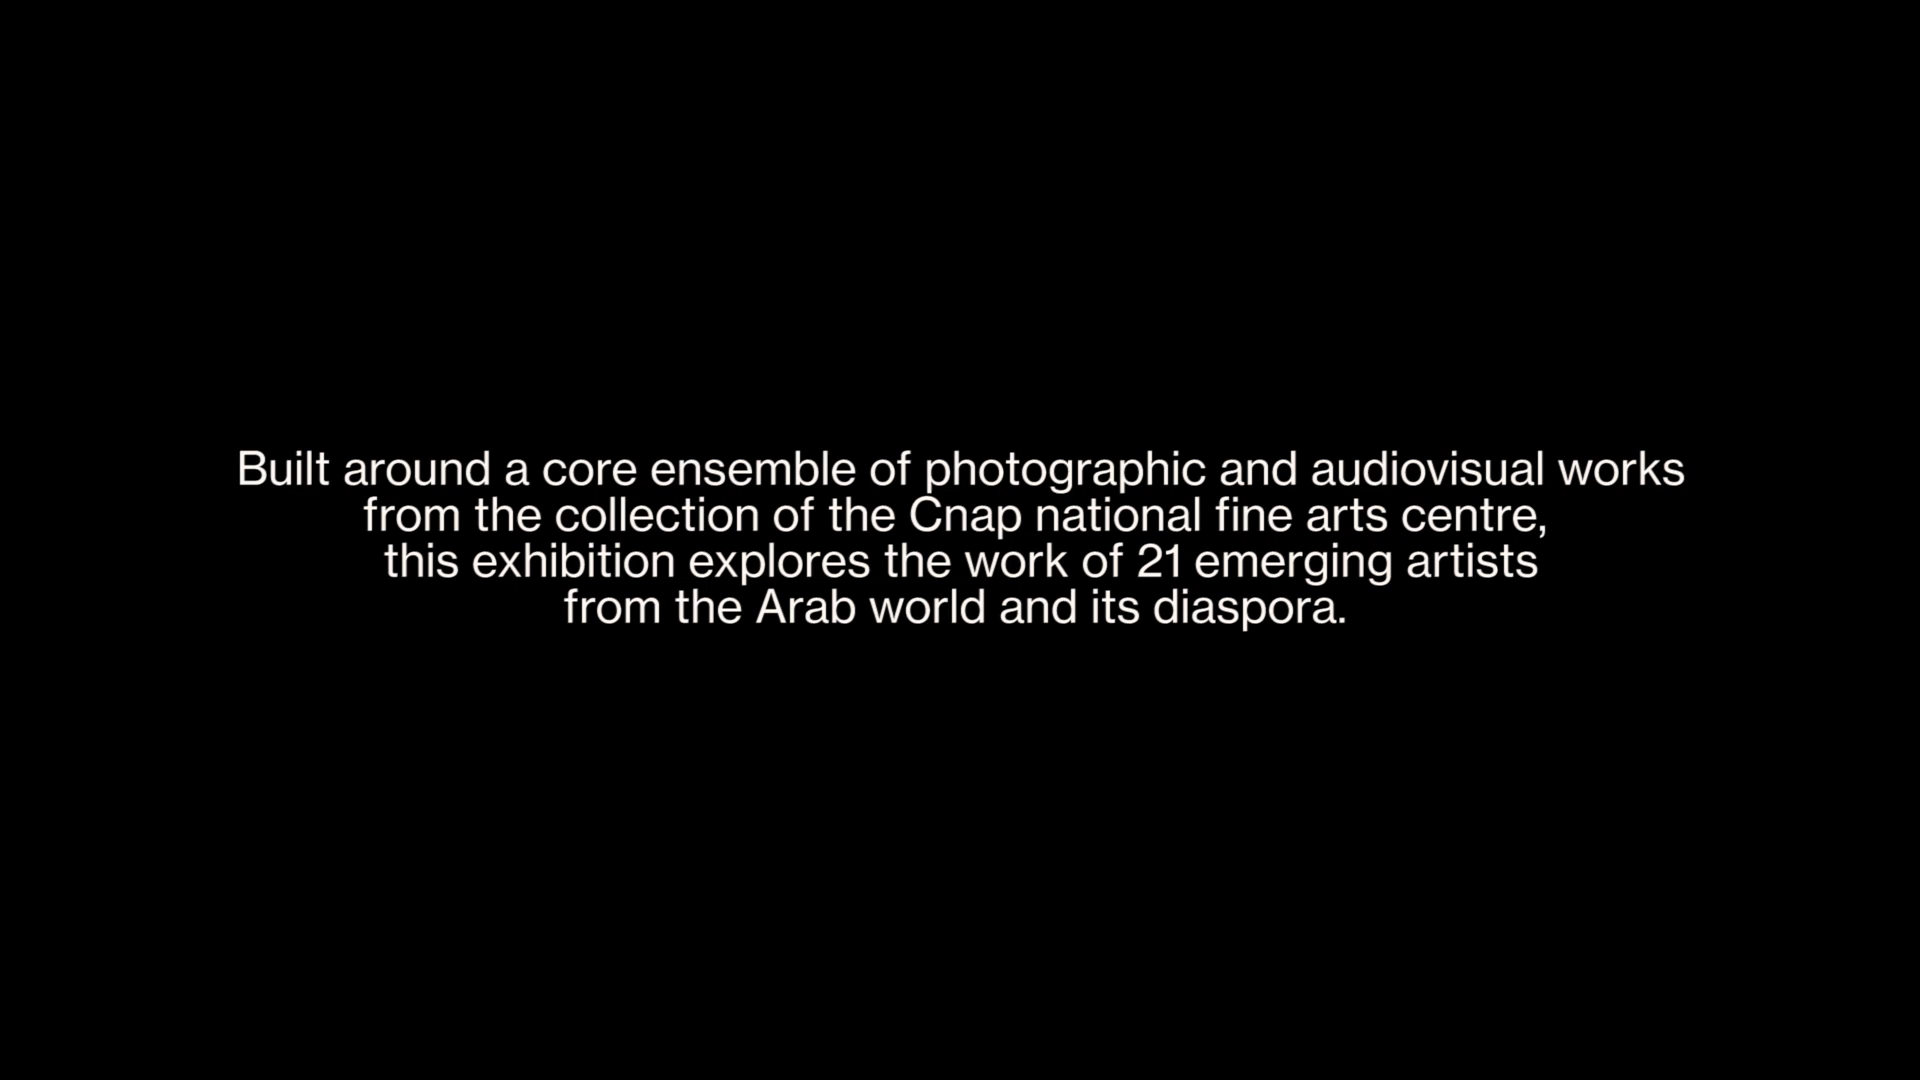 Built around a core ensemble of photographic and audiovisual works
from the collection of the Cnap national fine arts centre,
this exhibition explores the work of 21 emerging artists
from the Arab world and its diaspora.